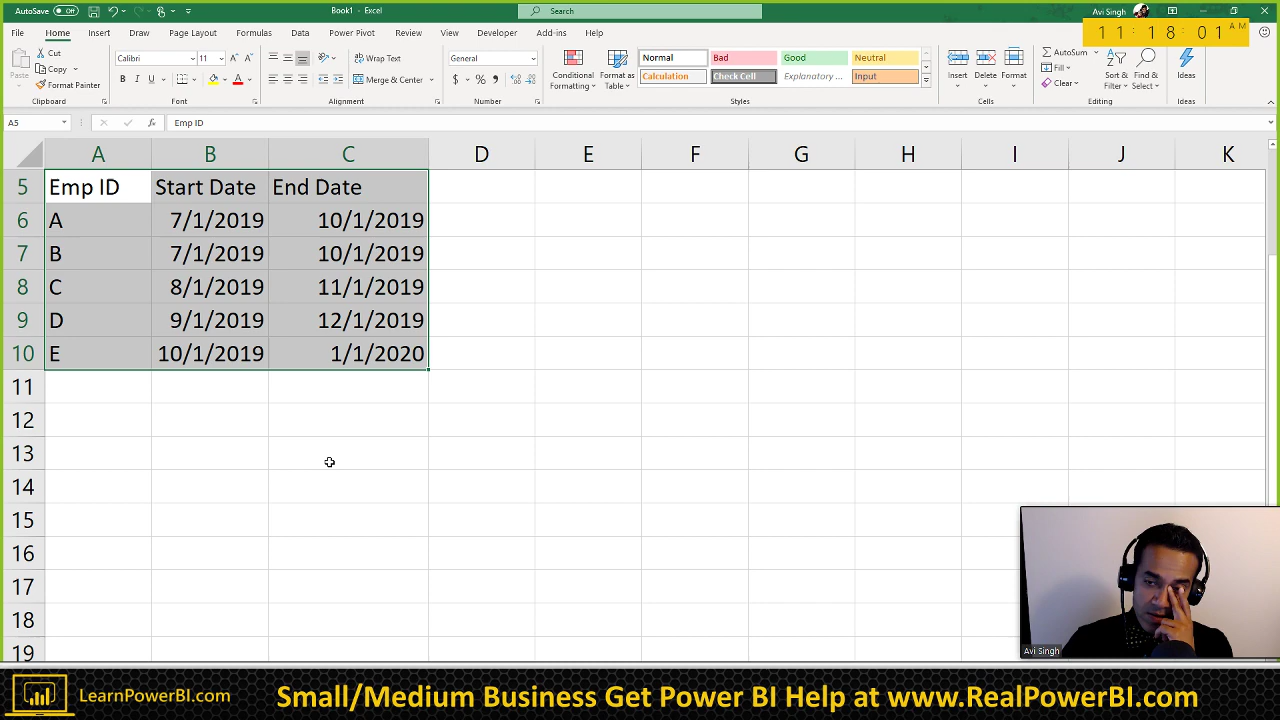 AutoSave Off Book1 - Excel Search Avi Singh
File Home Insert Draw Page Layout Formulas Data Power Pivot Review View Developer Add-ins Help
11:18:01 AM
Paste Cut Copy Format Painter Clipboard
Calibri 11 B I U Font
Wrap Text Merge & Center Alignment
General $ % Number
Conditional Formatting Format as Table
Normal Bad Good Neutral
Calculation Check Cell Explanatory ... Input
Styles
Insert Delete Format Cells
AutoSum Fill Clear Sort & Filter Find & Select Editing
Ideas Ideas
A5 fx Emp ID
A B C D E F G H I J K
5 Emp ID Start Date End Date
6 A 7/1/2019 10/1/2019
7 B 7/1/2019 10/1/2019
8 C 8/1/2019 11/1/2019
9 D 9/1/2019 12/1/2019
10 E 10/1/2019 1/1/2020
11
12
13
14
15
16
17
18
19
Avi Singh
LearnPowerBI.com Small/Medium Business Get Power BI Help at www.RealPowerBI.com